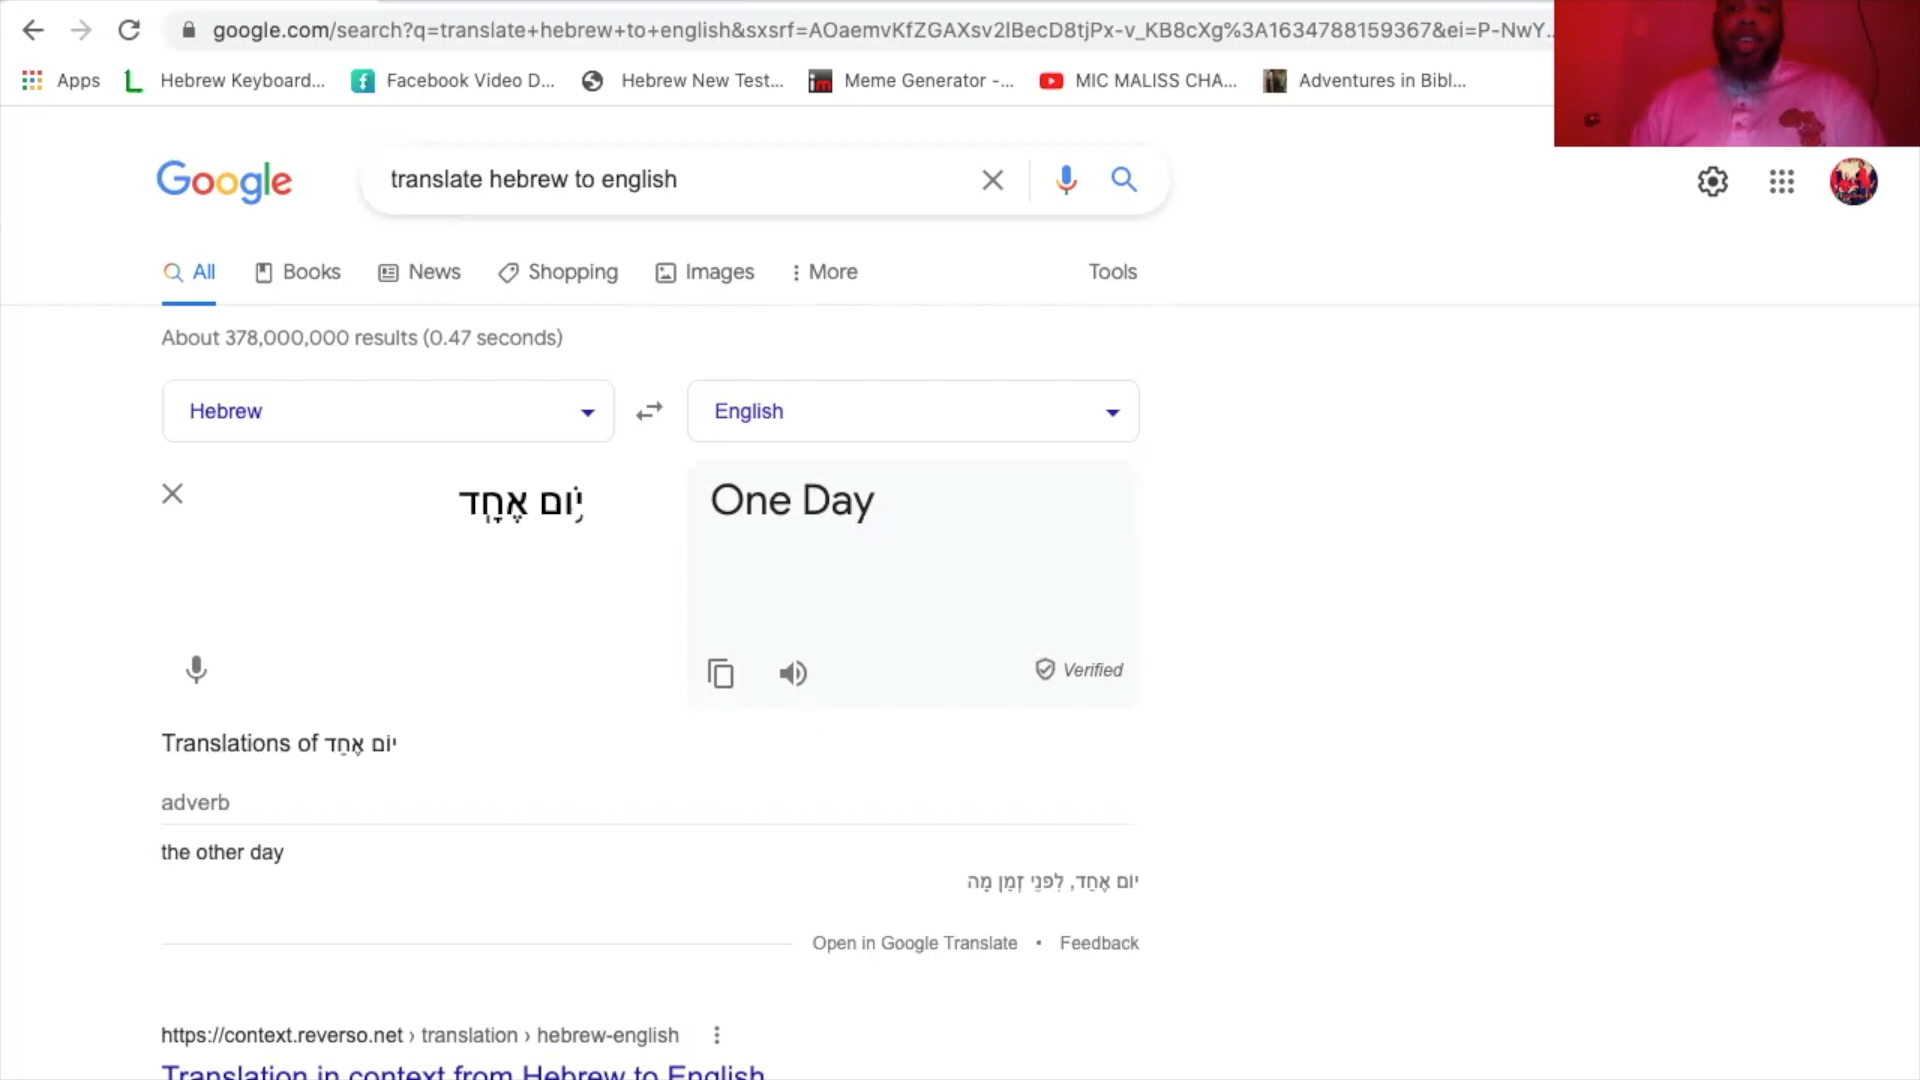 google.com/search?q=translate+hebrew+to+english&sxsrf=AOaemvKfZGAXsv2lBecD8tjPx-v_KB8cXg%3A1634788159367&ei=P-NwY...
Apps Hebrew Keyboard... Facebook Video D... Hebrew New Test... Meme Generator -... MIC MALISS CHA... Adventures in Bibl...
Google translate hebrew to english
All Books News Shopping Images More Tools
About 378,000,000 results (0.47 seconds)
Hebrew English
י֥וֹם אֶחָֽד One Day
Verified
Translations of יוֹם אֶחַד
adverb
the other day
יוֹם אֶחַד, לִפנֵי זְמַן מָה
Open in Google Translate • Feedback
https://context.reverso.net › translation › hebrew-english
Translation in context from Hebrew to English